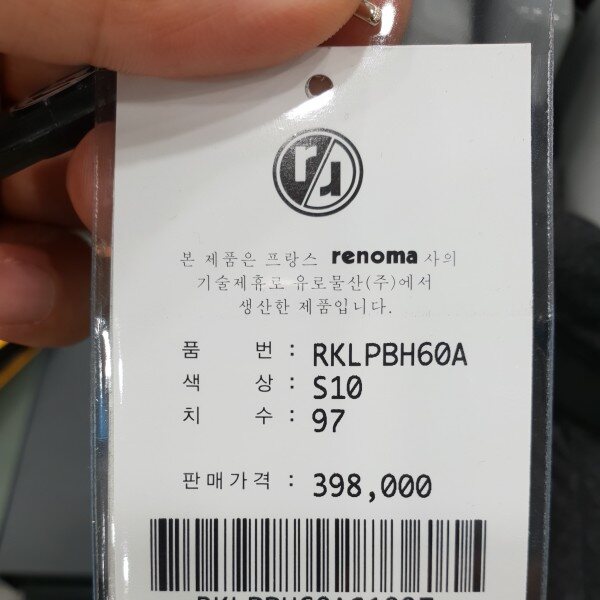 본 제품은 프랑스 renoma 사의
기술제휴로 유로물산(주)에서
생산한 제품입니다.
품 번 : RKLPBH60A
색 상 : S10
치 수 : 97
판매가격 : 398,000